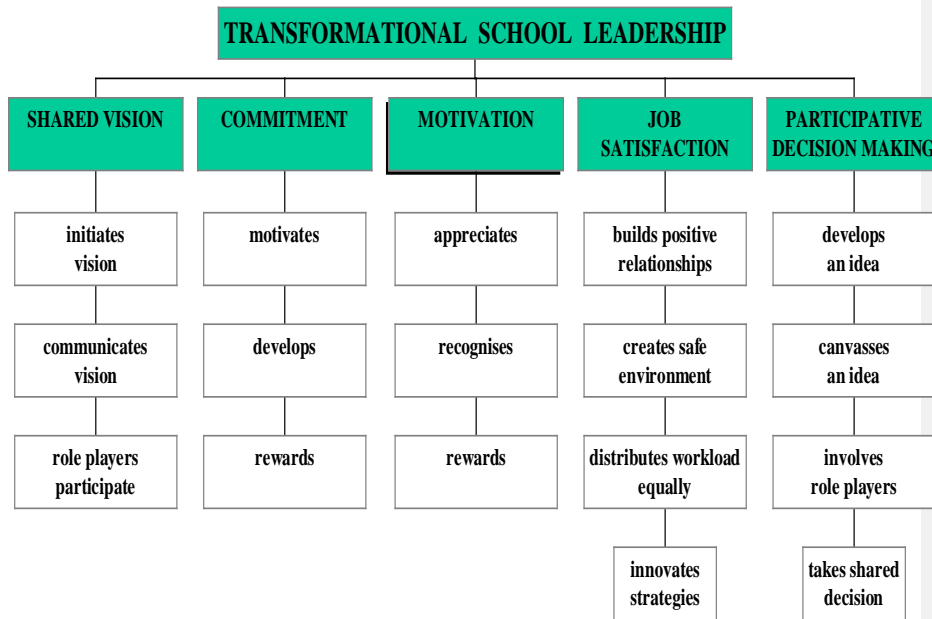 TRANSFORMATIONAL SCHOOL LEADERSHIP
SHARED VISION
COMMITMENT
MOTIVATION
JOB
SATISFACTION
PARTICIPATIVE
DECISION MAKING
initiates
vision
motivates
appreciates
builds positive
relationships
develops
an idea
communicates
vision
develops
recognises
creates safe
environment
canvasses
an idea
role players
participate
rewards
rewards
distributes workload
equally
involves
role players
innovates
strategies
takes shared
decision